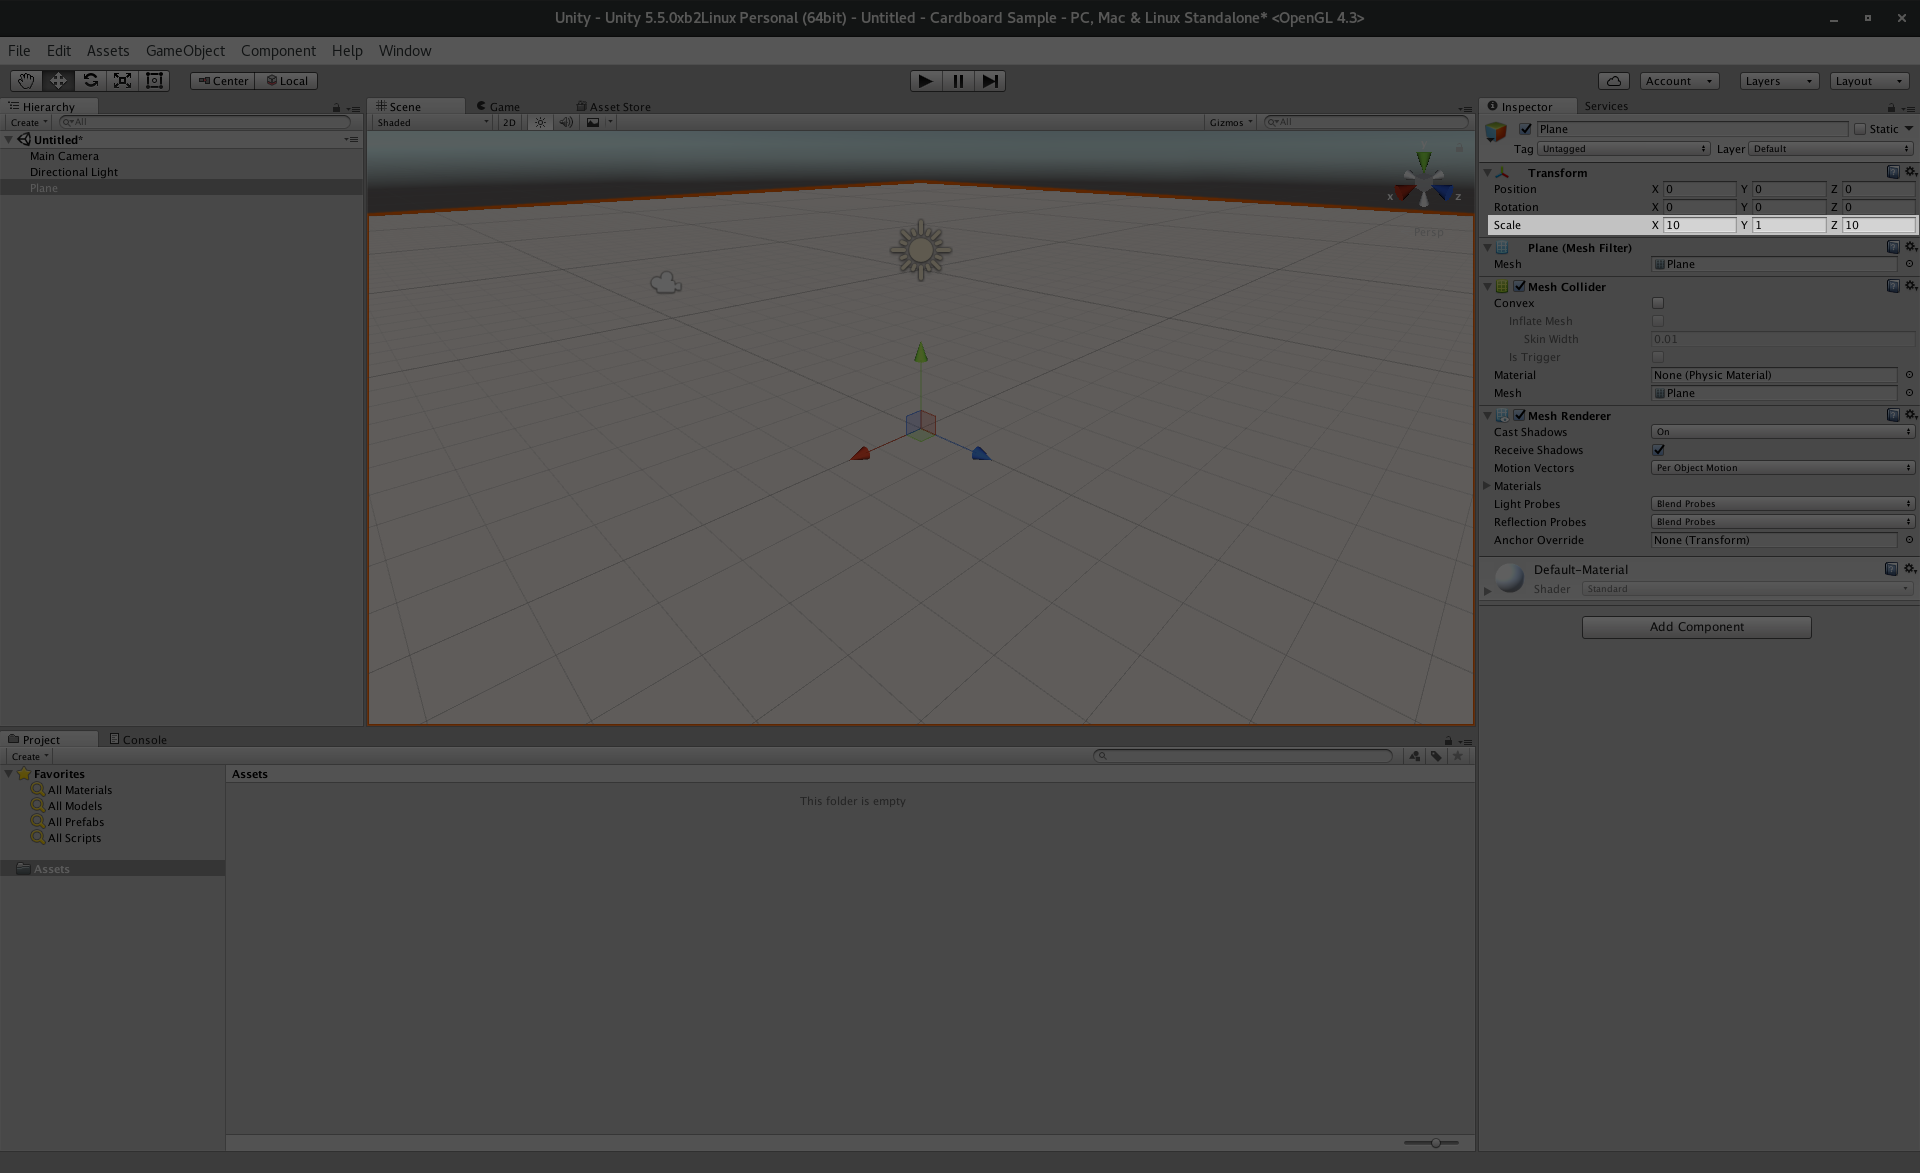 Unity - Unity 5.5.0xb2Linux Personal (64bit) - Untitled - Cardboard Sample - PC, Mac & Linux Standalone* <OpenGL 4.3>
File Edit Assets GameObject Component Help Window
Center Local
Account Layers Layout
Hierarchy
Create All
Untitled*
Main Camera
Directional Light
Plane
Scene Game Asset Store
Shaded 2D Gizmos All
x z
Persp
Inspector Services
Plane Static
Tag Untagged Layer Default
Transform
Position X 0 Y 0 Z 0
Rotation X 0 Y 0 Z 0
Scale X 10 Y 1 Z 10
Plane (Mesh Filter)
Mesh Plane
Mesh Collider
Convex
Inflate Mesh
Skin Width 0.01
Is Trigger
Material None (Physic Material)
Mesh Plane
Mesh Renderer
Cast Shadows On
Receive Shadows
Motion Vectors Per Object Motion
Materials
Light Probes Blend Probes
Reflection Probes Blend Probes
Anchor Override None (Transform)
Default-Material
Shader Standard
Add Component
Project Console
Create
Favorites
All Materials
All Models
All Prefabs
All Scripts
Assets
Assets
This folder is empty